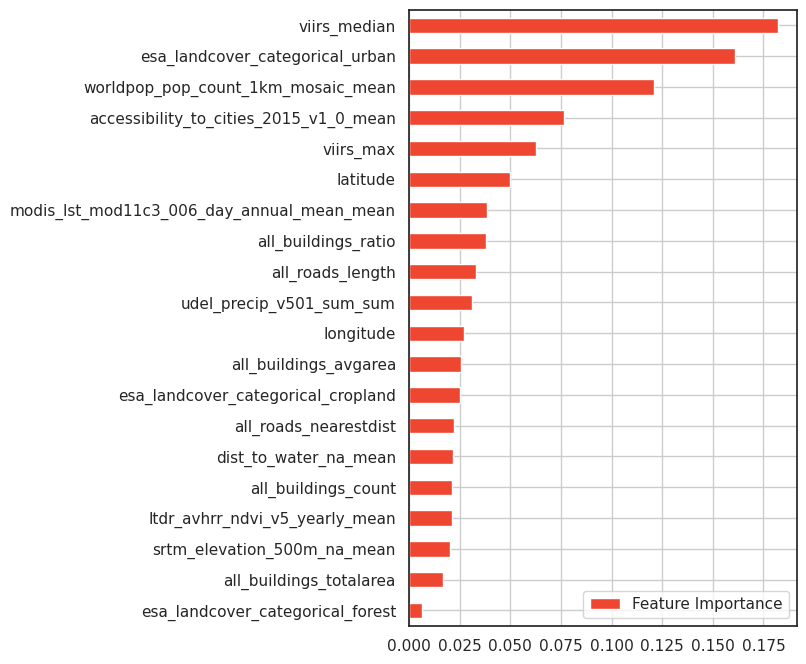 viirs_median
esa_landcover_categorical_urban
worldpop_pop_count_1km_mosaic_mean
accessibility_to_cities_2015_v1_0_mean
viirs_max
latitude
modis_lst_mod11c3_006_day_annual_mean_mean
all_buildings_ratio
all_roads_length
udel_precip_v501_sum_sum
longitude
all_buildings_avgarea
esa_landcover_categorical_cropland
all_roads_nearestdist
dist_to_water_na_mean
all_buildings_count
ltdr_avhrr_ndvi_v5_yearly_mean
srtm_elevation_500m_na_mean
all_buildings_totalarea
esa_landcover_categorical_forest
Feature Importance
0.000 0.025 0.050 0.075 0.100 0.125 0.150 0.175